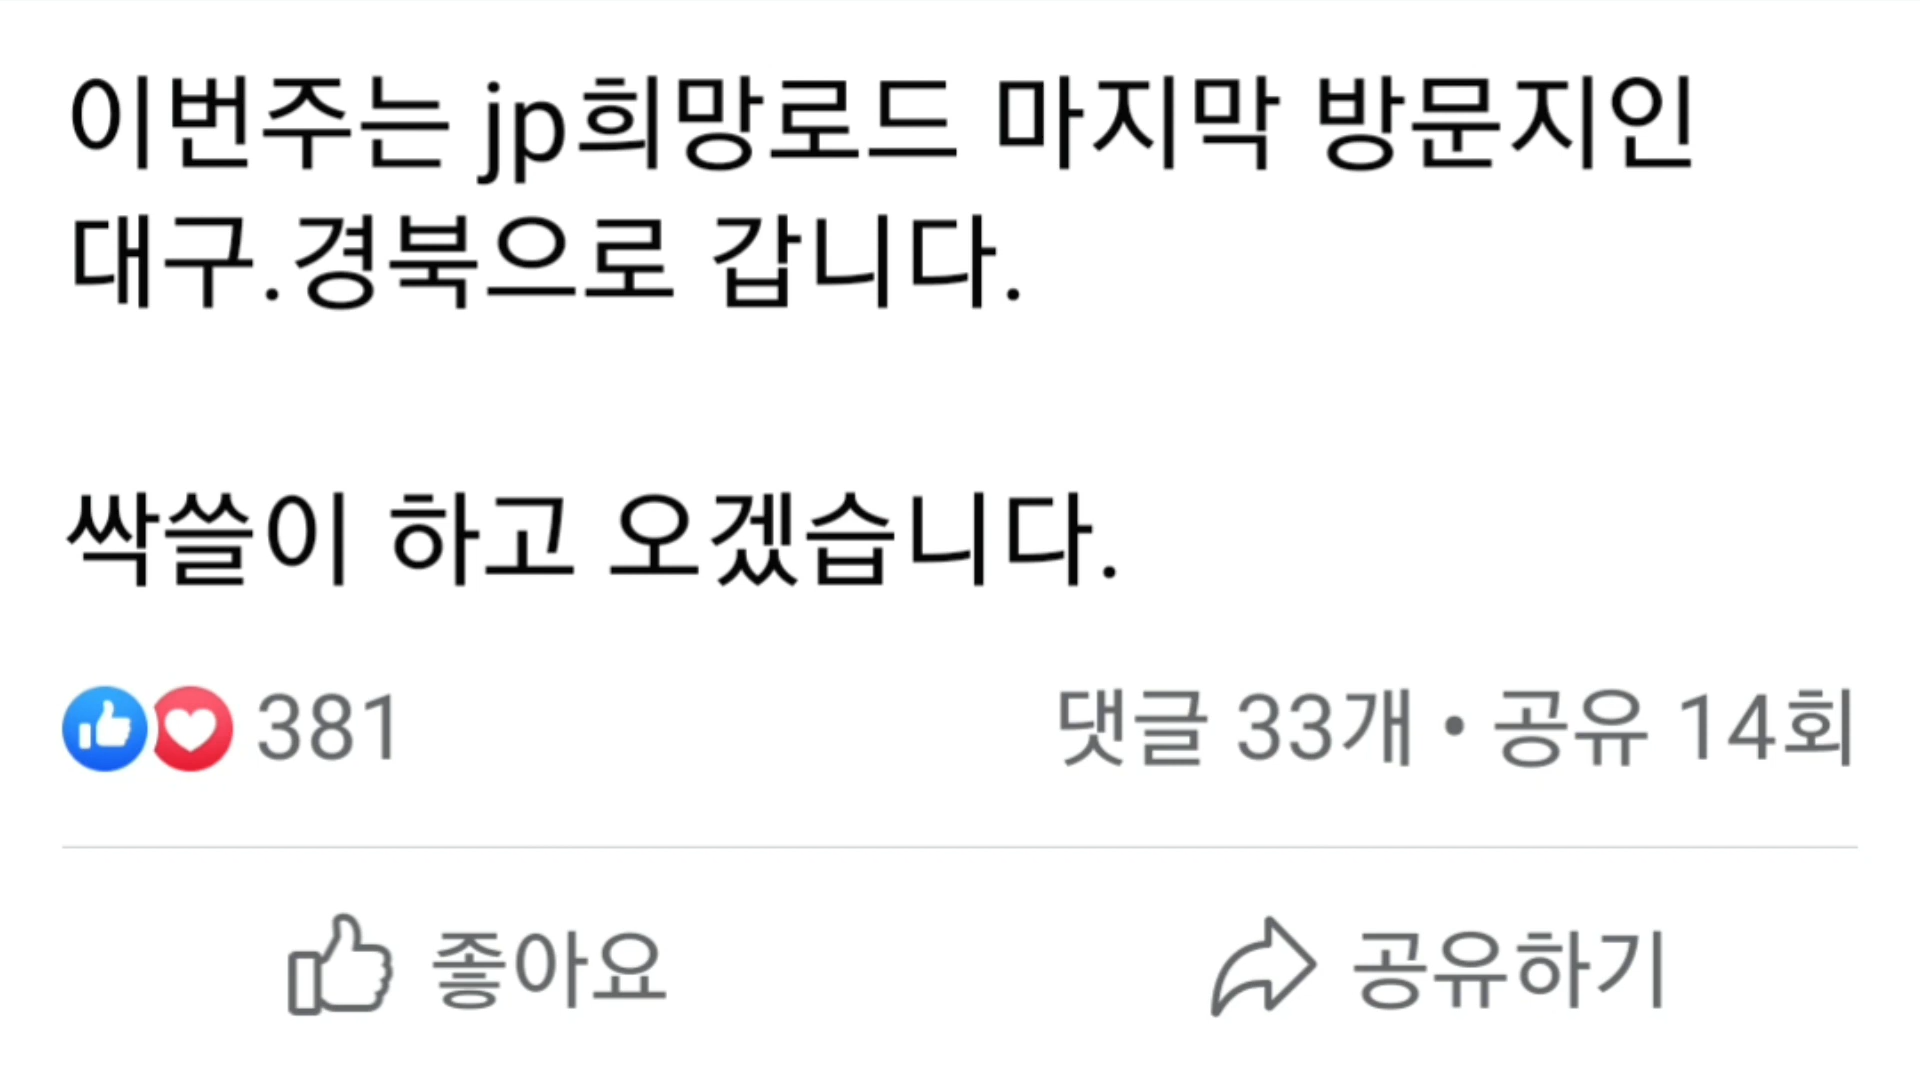 이번주는 jp희망로드 마지막 방문지인
대구.경북으로 갑니다.
싹쓸이 하고 오겠습니다.
381
댓글 33개 • 공유 14회
좋아요
공유하기